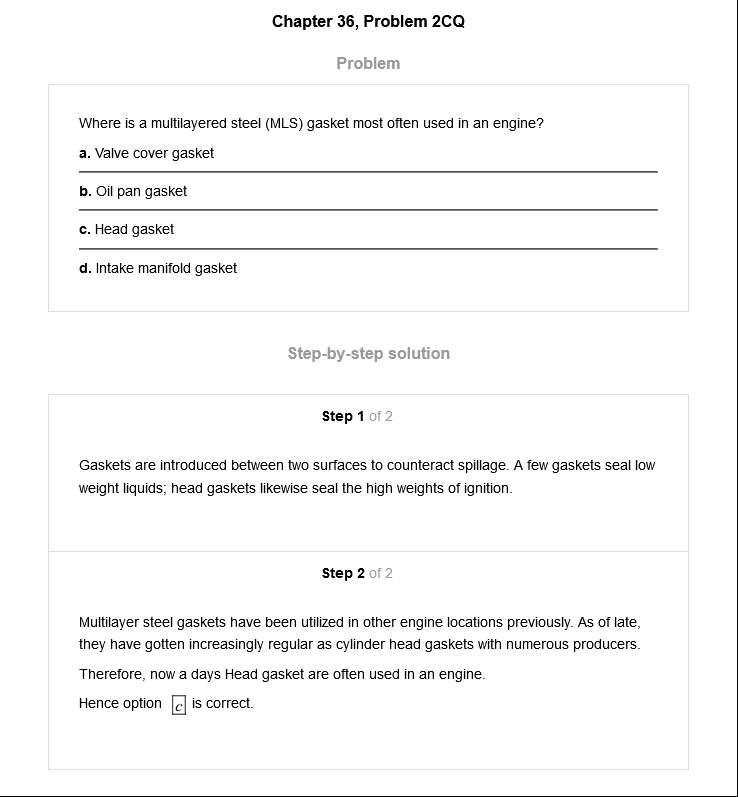 Chapter 36, Problem 2CQ
Problem
Where is a multilayered steel (MLS) gasket most often used in an engine?
a. Valve cover gasket
b. Oil pan gasket
c. Head gasket
d. Intake manifold gasket
Step-by-step solution
Step 1 of 2
Gaskets are introduced between two surfaces to counteract spillage. A few gaskets seal low
weight liquids; head gaskets likewise seal the high weights of ignition.
Step 2 of 2
Multilayer steel gaskets have been utilized in other engine locations previously. As of late,
they have gotten increasingly regular as cylinder head gaskets with numerous producers.
Therefore, now a days Head gasket are often used in an engine.
Hence option c is correct.